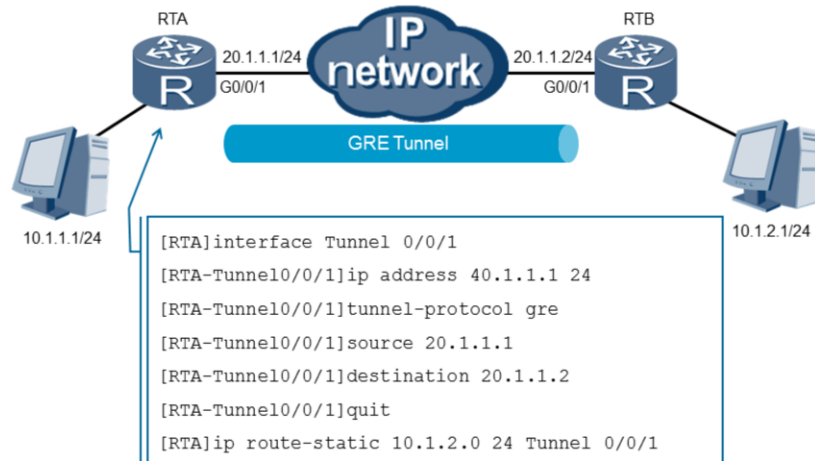 RTA
RTB
IP
network
20.1.1.1/24
20.1.1.2/24
G0/0/1
G0/0/1
R
R
GRE Tunnel
10.1.1.1/24
10.1.2.1/24
[RTA]interface Tunnel 0/0/1
[RTA-Tunnel0/0/1]ip address 40.1.1.1 24
[RTA-Tunnel0/0/1]tunnel-protocol gre
[RTA-Tunnel0/0/1]source 20.1.1.1
[RTA-Tunnel0/0/1]destination 20.1.1.2
[RTA-Tunnel0/0/1]quit
[RTA]ip route-static 10.1.2.0 24 Tunnel 0/0/1